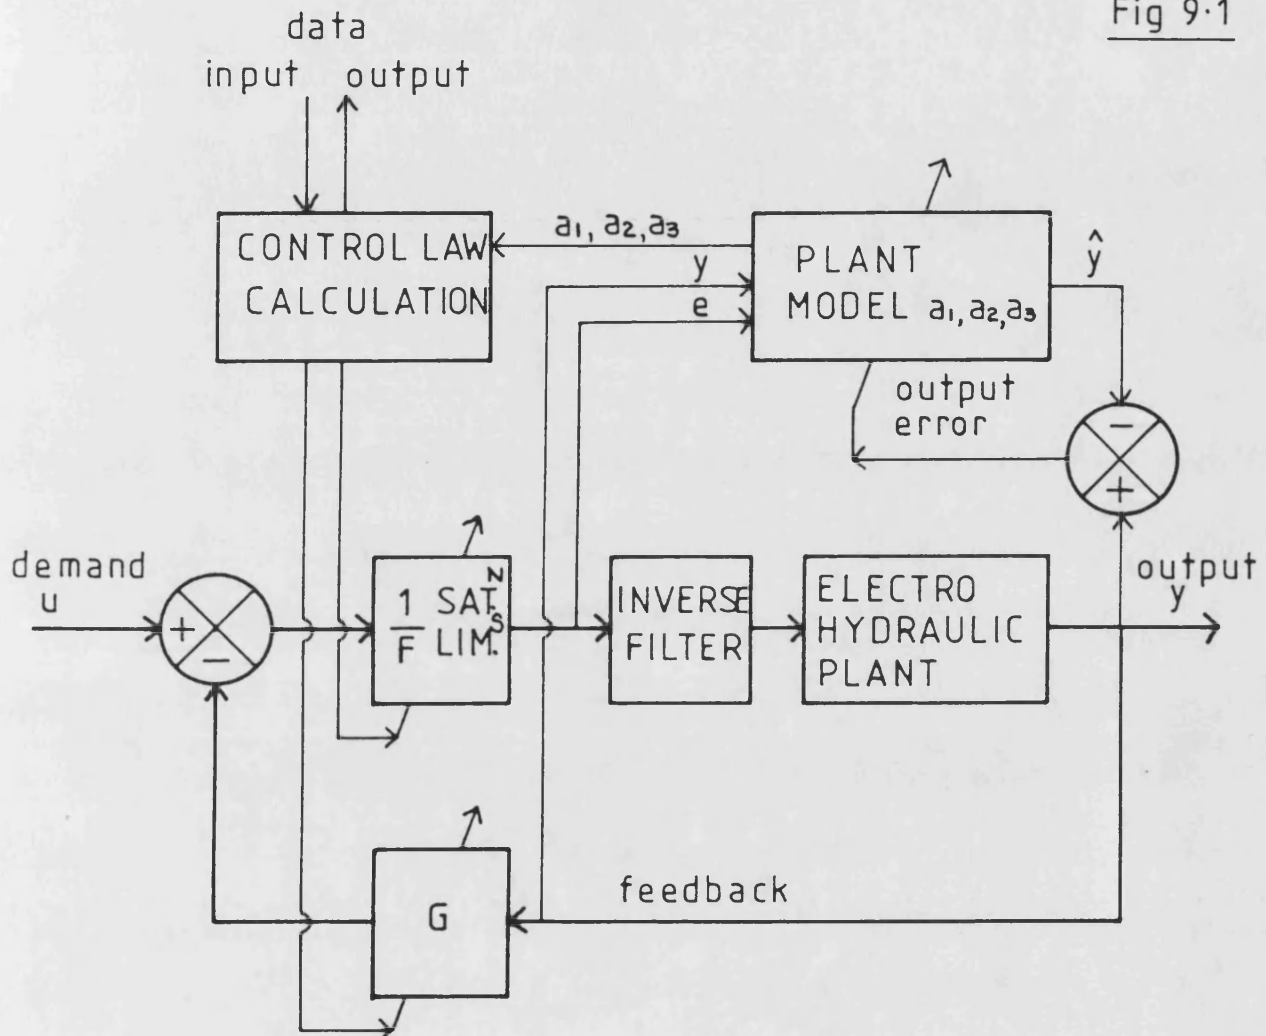 Fig 9.1
data
input output
CONTROL LAW
CALCULATION
a1, a2, a3
y
e
PLANT
MODEL a1, a2, a3
ŷ
output
error
−
+
demand
u
+
−
1
F
SAT.N
LIM.S
INVERSE
FILTER
ELECTRO
HYDRAULIC
PLANT
output
y
G
feedback